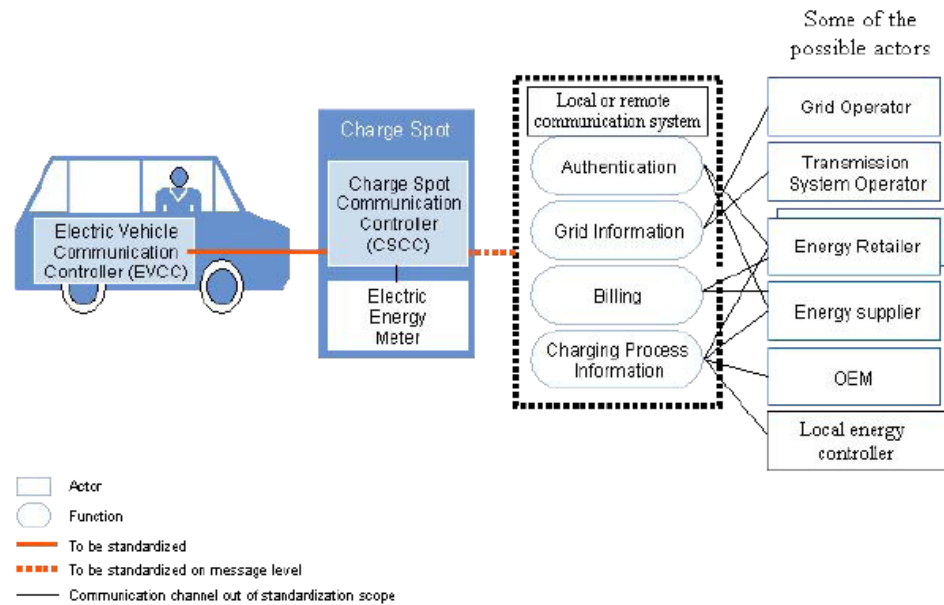 Some of the
possible actors
Local or remote
communication system
Grid Operator
Charge Spot
Authentication
Transmission
System Operator
Charge Spot
Communication
Controller
(CSCC)
Electric Vehicle
Communication
Controller (EVCC)
Grid Information
Energy Retailer
Electric
Energy
Meter
Billing
Energy supplier
Charging Process
Information
OEM
Local energy
controller
Actor
Function
To be standardized
To be standardized on message level
Communication channel out of standardization scope